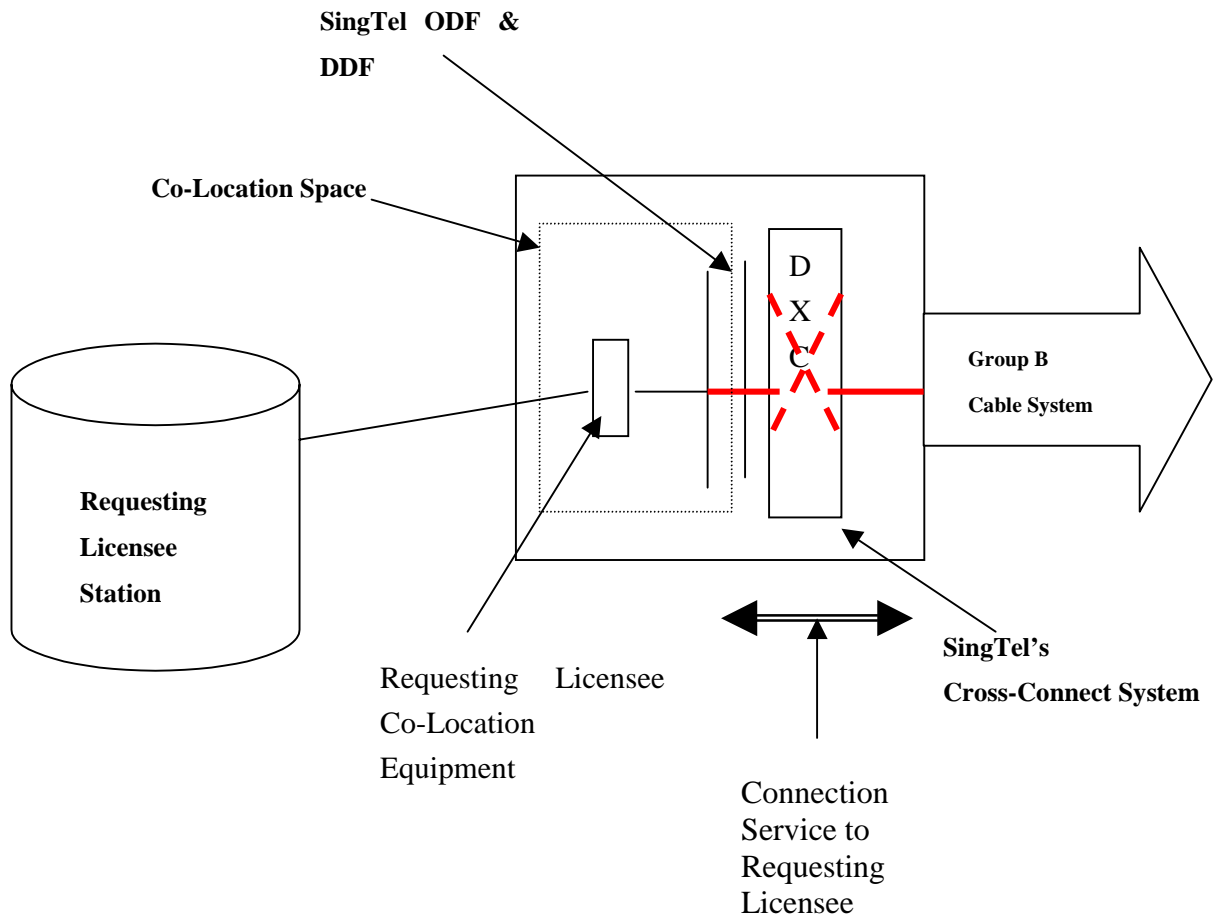 SingTel ODF &
DDF
Co-Location Space
D
X
C
Group B
Cable System
Requesting
Licensee
Station
SingTel’s
Cross-Connect System
Requesting Licensee
Co-Location
Equipment
Connection
Service to
Requesting
Licensee